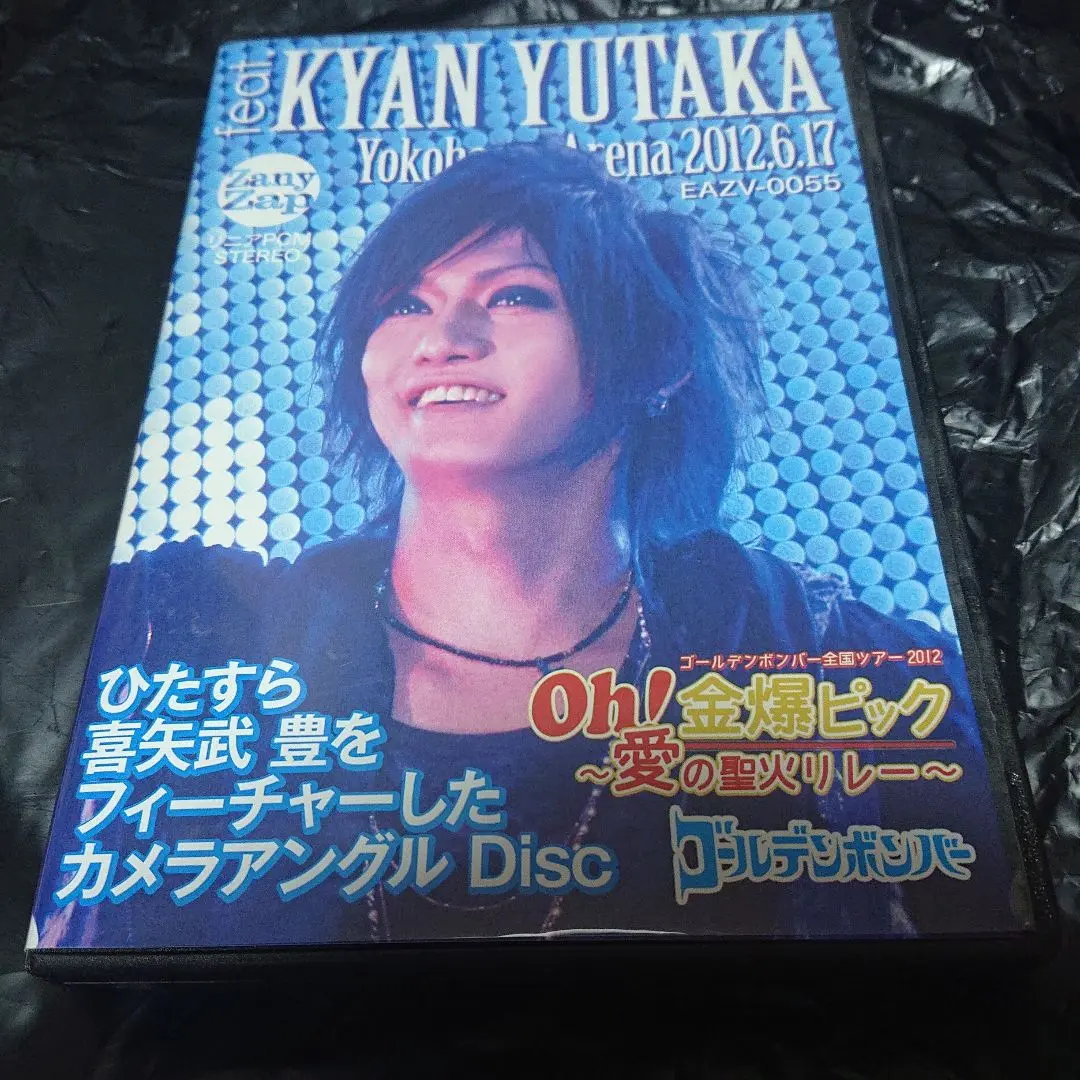 feat.
KYAN YUTAKA
Arena 2012.6.17
EAZV-0055
Zany
Zap
リニアPCM
STEREO
ひたすら
喜矢武 豊を
フィーチャーした
カメラアングル Disc
ゴールデンボンバー全国ツアー2012
Oh!金爆ピック
～愛の聖火リレー～
ゴールデンボンバー